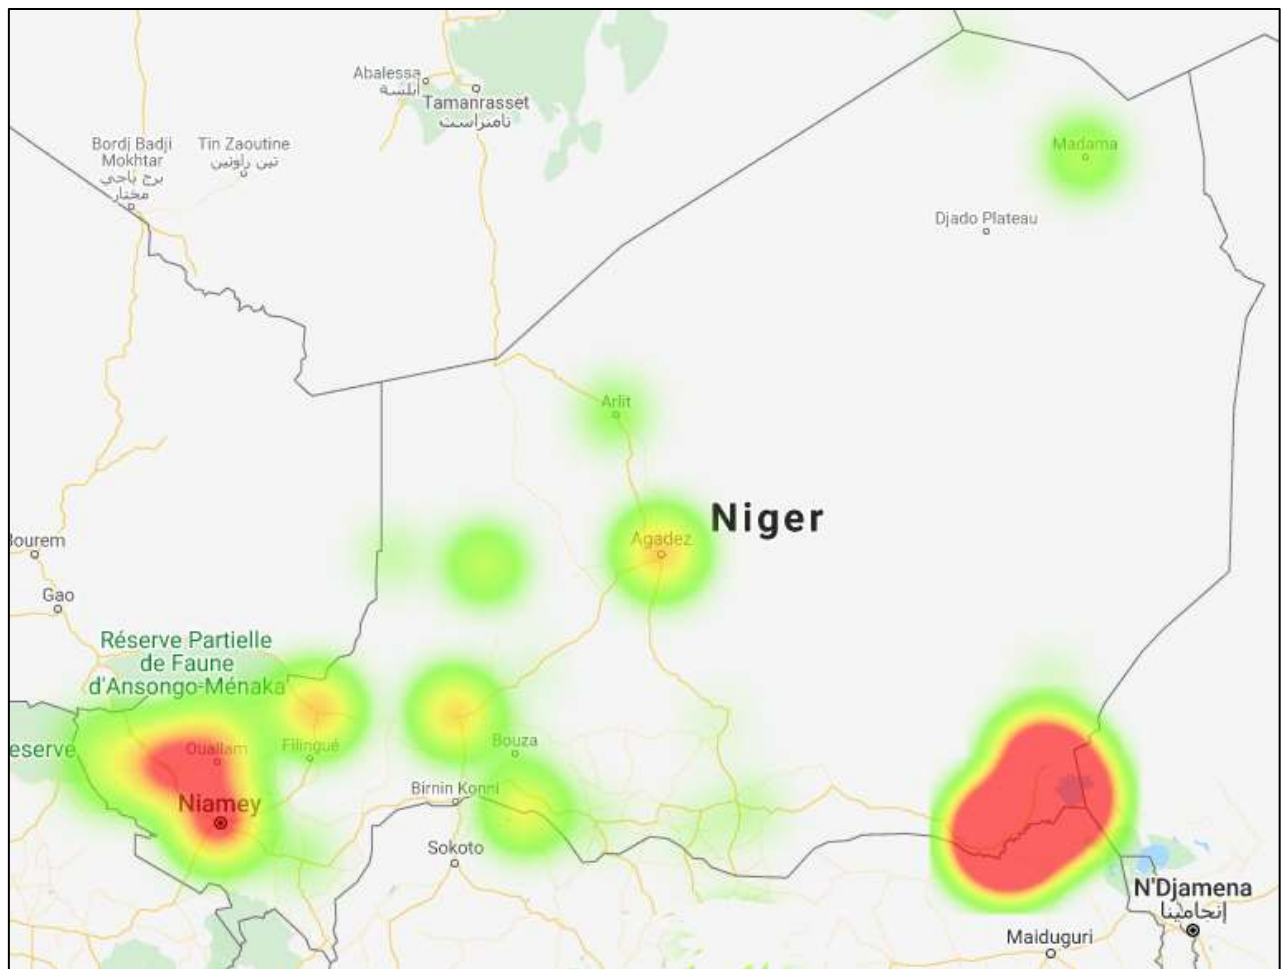 Abalessa
أبلسة
Tamanrasset
تامنراست
Bordj Badji
Mokhtar
برج باجي
مختار
Tin Zaoutine
تين زاوتين
Madama
Djado Plateau
Arlit
Niger
Agadez
Bourem
Gao
Réserve Partielle
de Faune
d'Ansongo-Ménaka
eserve
Ouallam
Filingué
Bouza
Niamey
Birnin Konni
Sokoto
N'Djamena
إنجامينا
Maiduguri